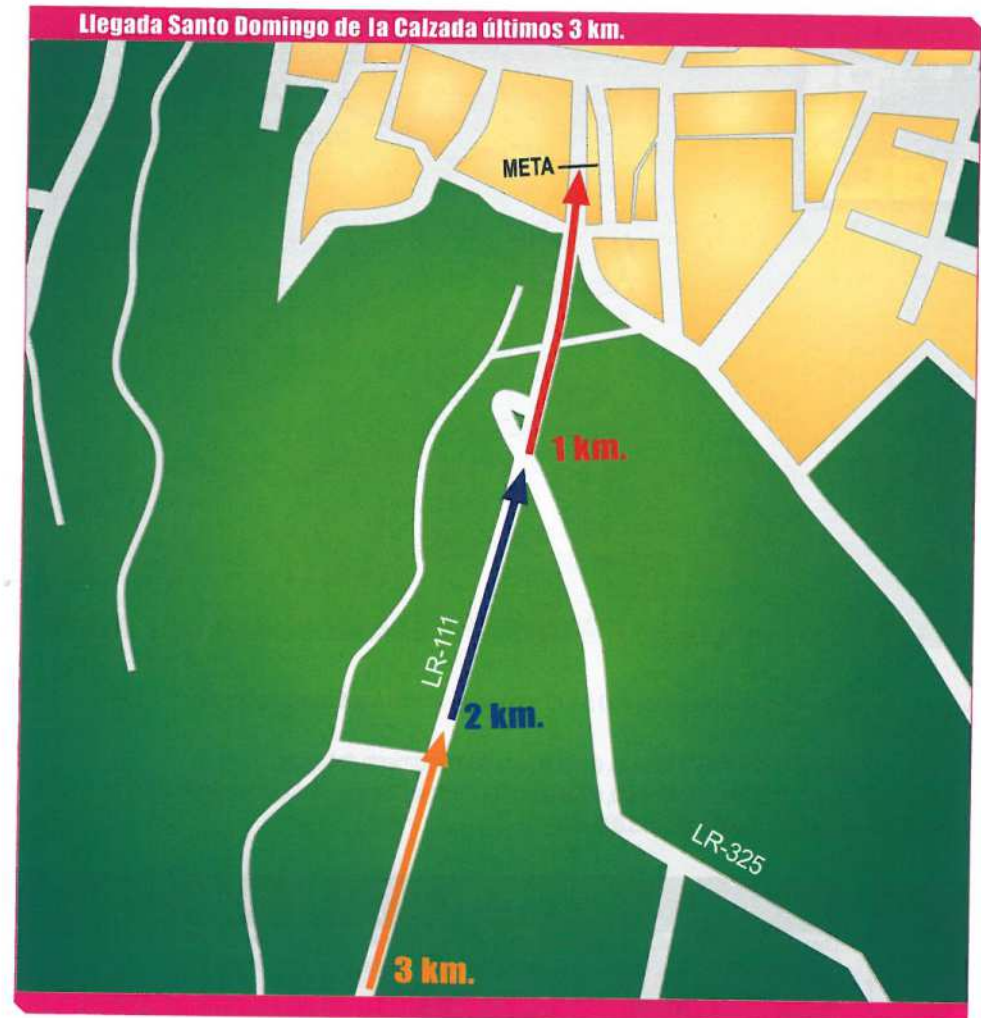 Llegada Santo Domingo de la Calzada últimos 3 km.
META
1 km.
LR-111
2 km.
LR-325
3 km.